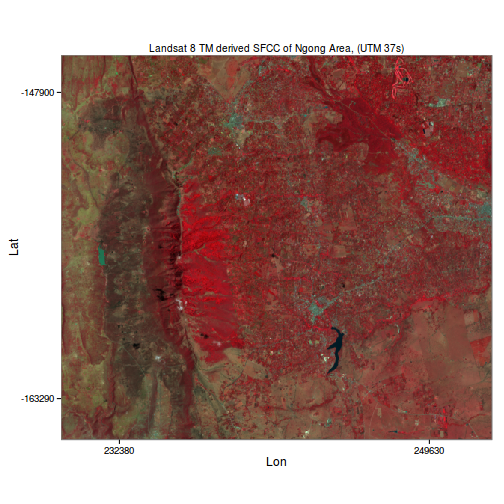 Landsat 8 TM derived SFCC of Ngong Area, (UTM 37s)
-147900
Lat
-163290
232380 249630
Lon